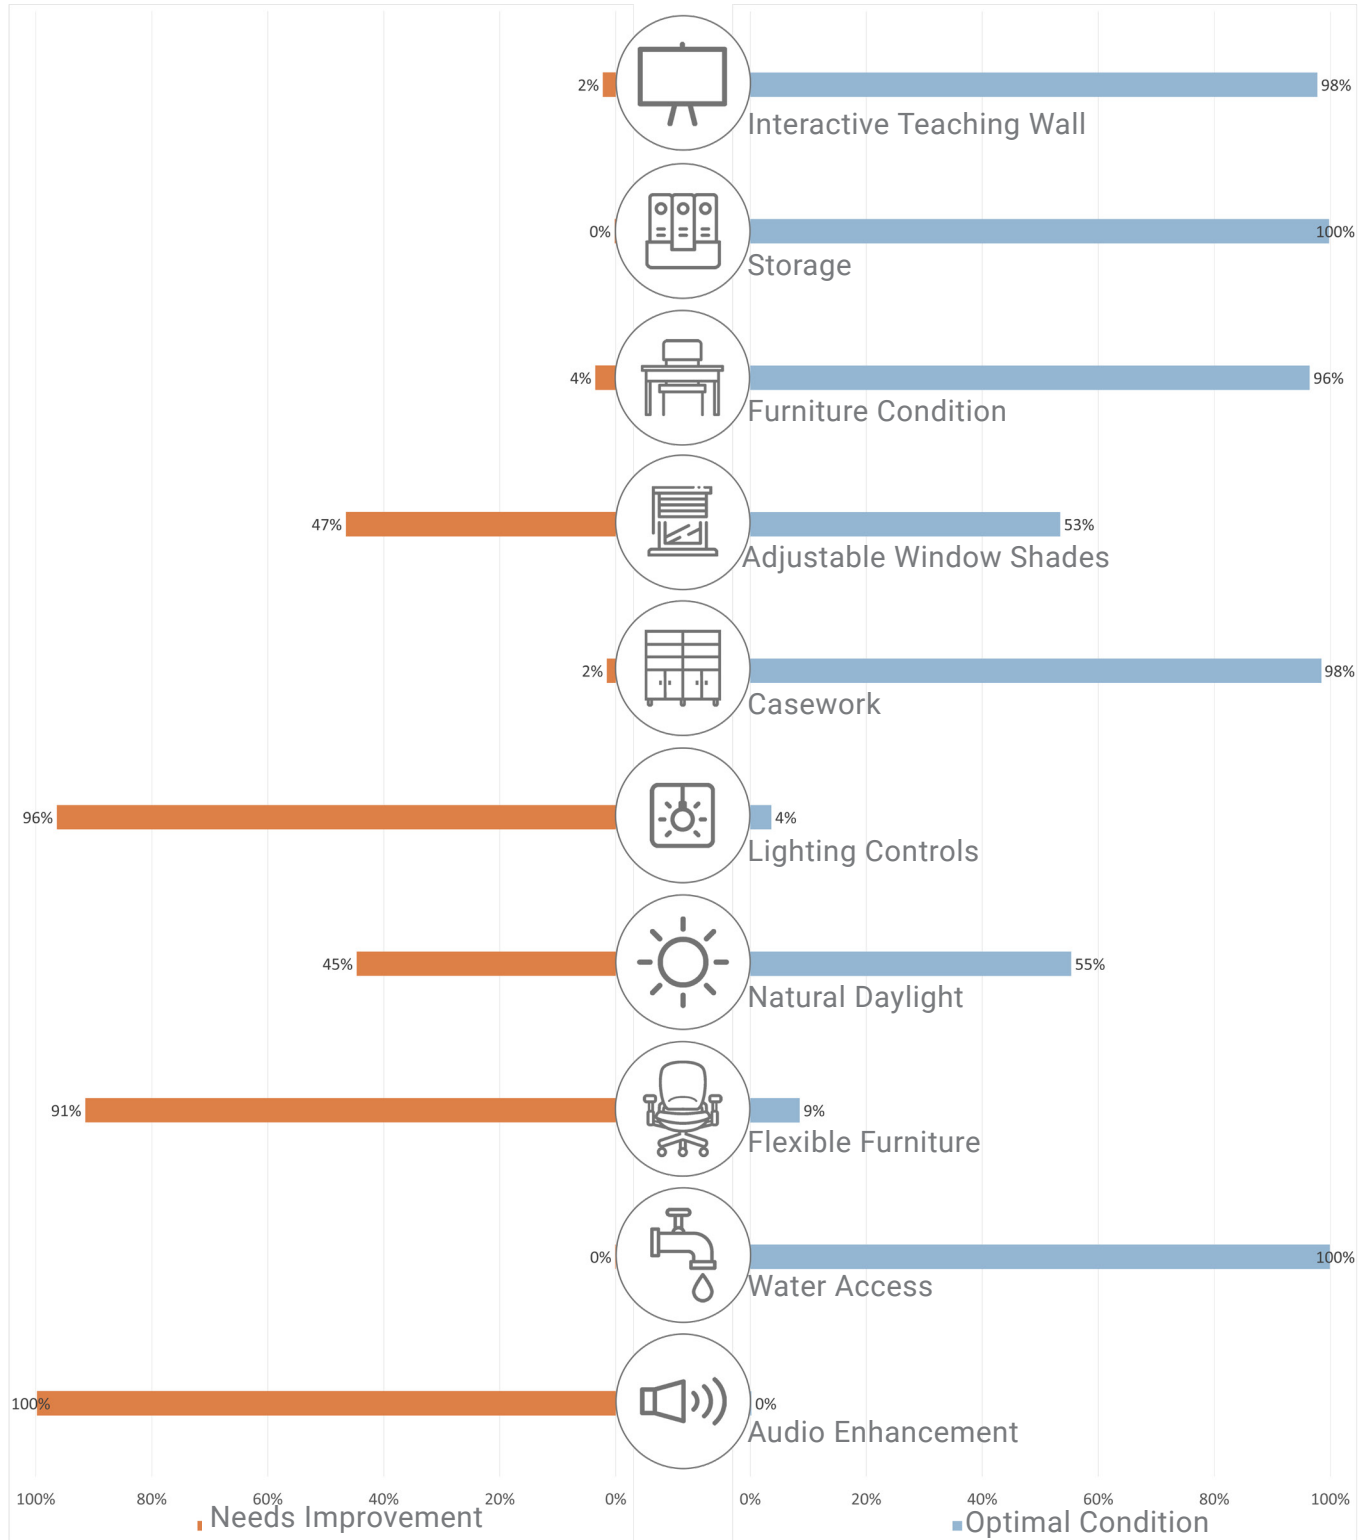 2% 98%
Interactive Teaching Wall
0% 100%
Storage
4% 96%
Furniture Condition
47% 53%
Adjustable Window Shades
2% 98%
Casework
96% 4%
Lighting Controls
45% 55%
Natural Daylight
91% 9%
Flexible Furniture
0% 100%
Water Access
100% 0%
Audio Enhancement
100% 80% 60% 40% 20% 0% 0% 20% 40% 60% 80% 100%
Needs Improvement Optimal Condition